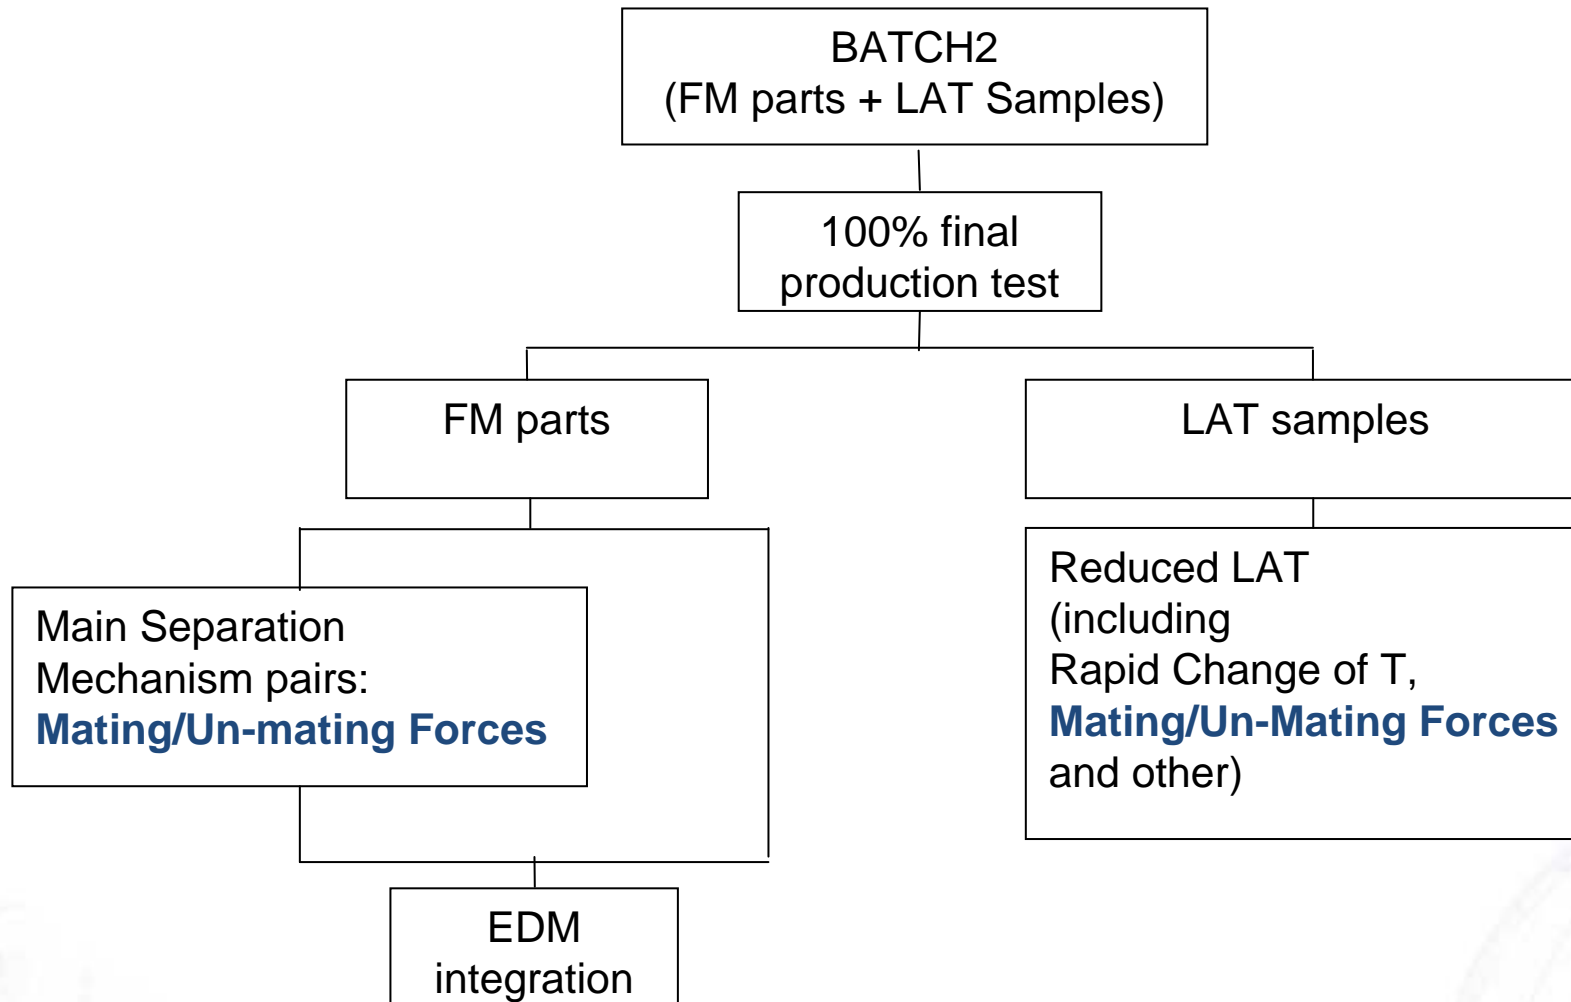 BATCH2
(FM parts + LAT Samples)
100% final
production test
FM parts
LAT samples
Main Separation
Mechanism pairs:
Mating/Un-mating Forces
Reduced LAT
(including
Rapid Change of T,
Mating/Un-Mating Forces
and other)
EDM
integration